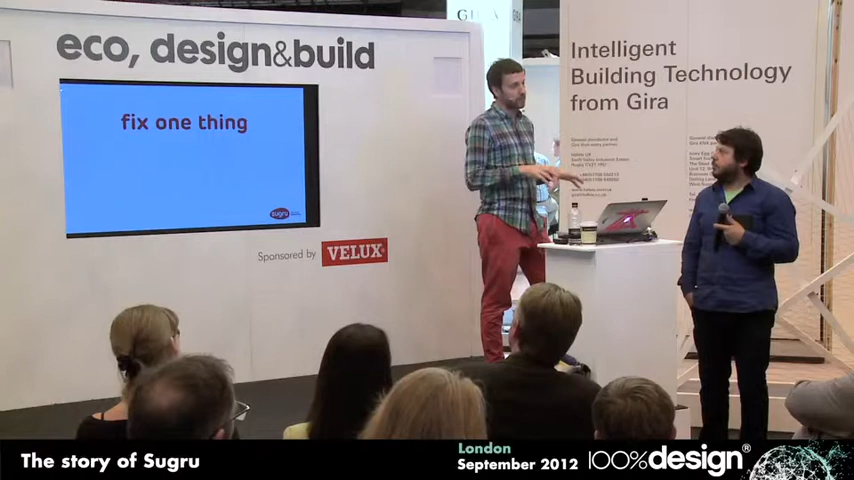 eco, design&build
fix one thing
sugru
Sponsored by VELUX®
Intelligent
Building Technology
from Gira
The story of Sugru
London
September 2012
100%design®